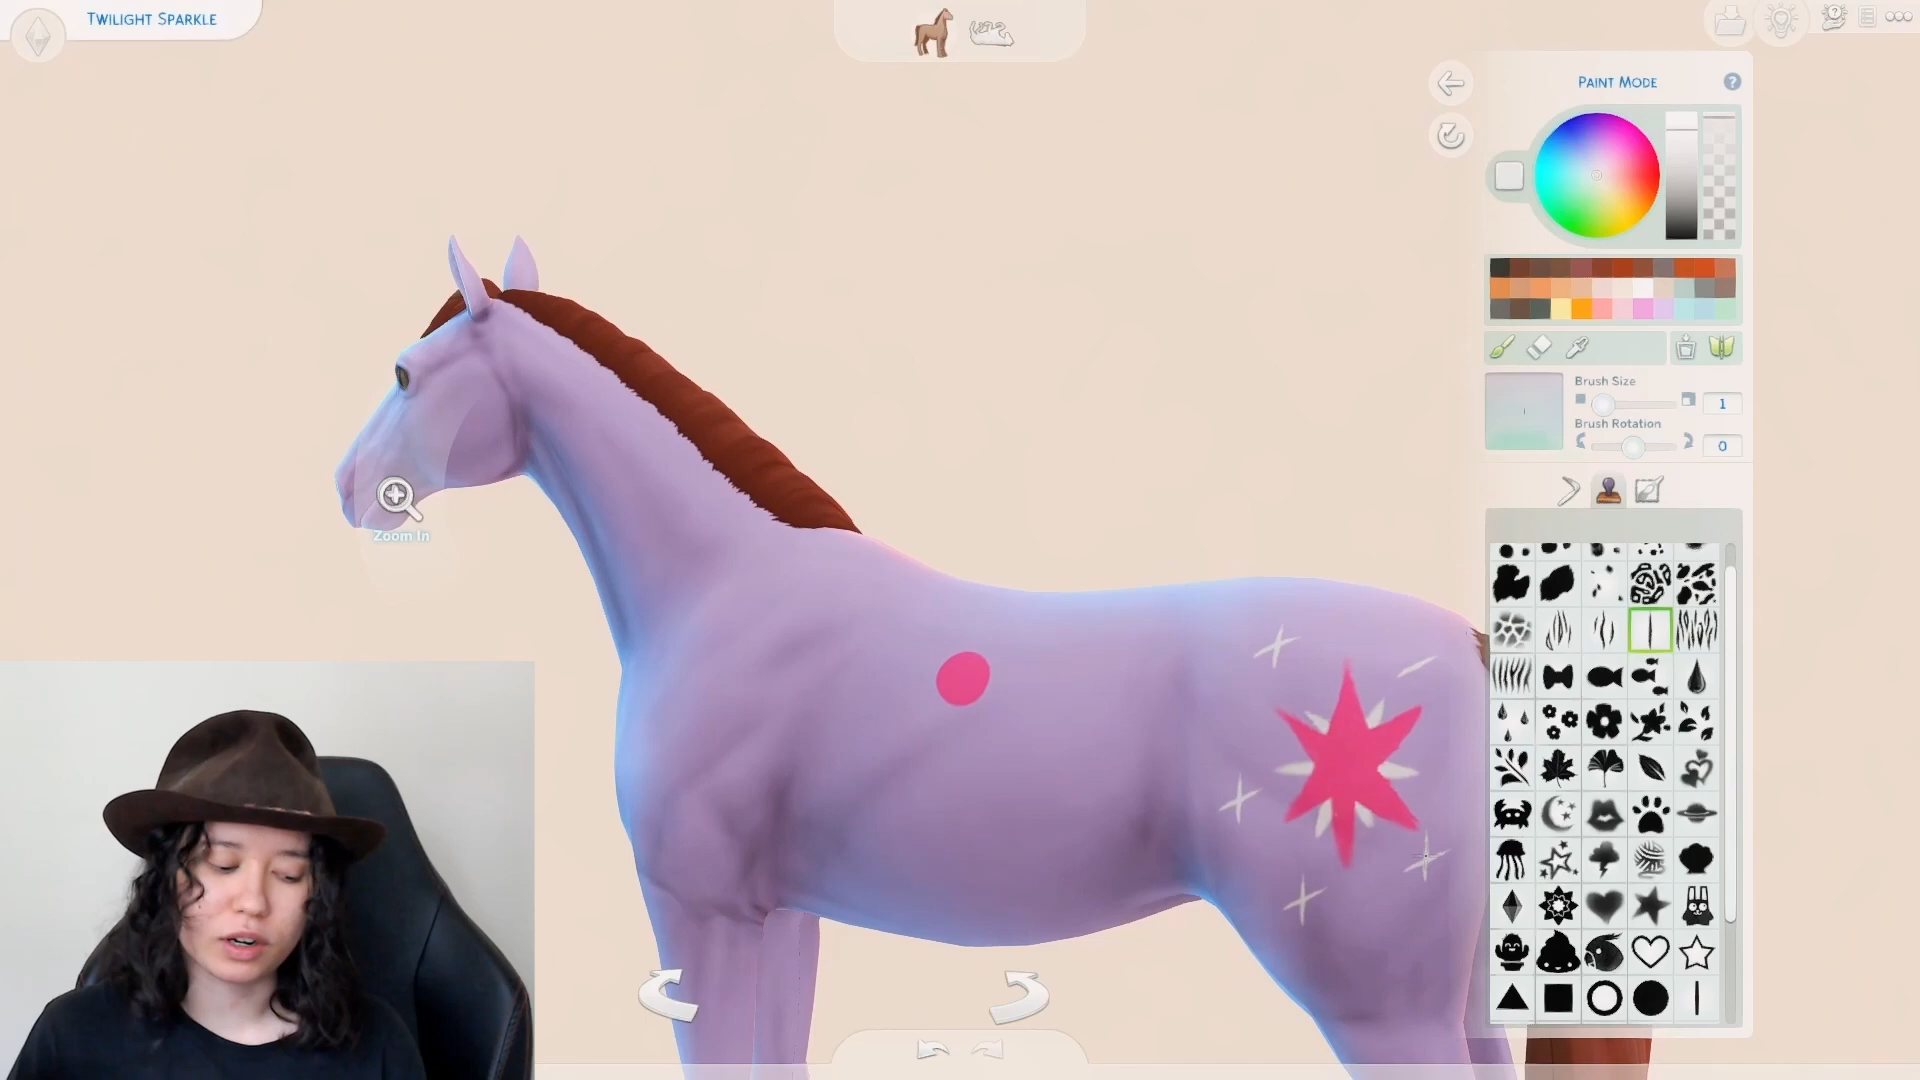 Twilight Sparkle
Paint Mode
?
Brush Size
1
Brush Rotation
0
Zoom In